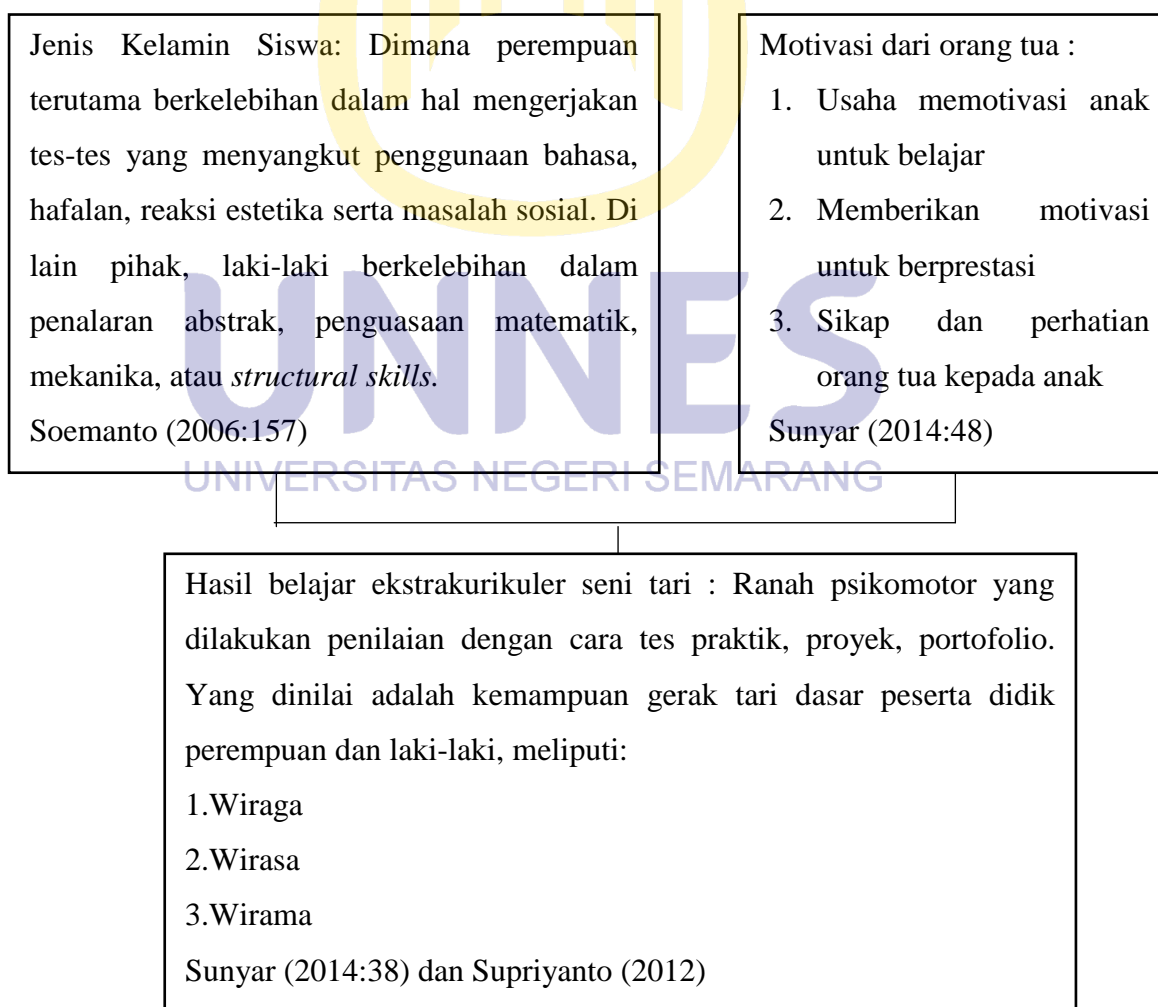 Jenis Kelamin Siswa: Dimana perempuan
terutama berkelebihan dalam hal mengerjakan
tes-tes yang menyangkut penggunaan bahasa,
hafalan, reaksi estetika serta masalah sosial. Di
lain pihak, laki-laki berkelebihan dalam
penalaran abstrak, penguasaan matematik,
mekanika, atau structural skills.
Soemanto (2006:157)
Motivasi dari orang tua :
1. Usaha memotivasi anak
untuk belajar
2. Memberikan motivasi
untuk berprestasi
3. Sikap dan perhatian
orang tua kepada anak
Sunyar (2014:48)
UNNES
UNIVERSITAS NEGERI SEMARANG
Hasil belajar ekstrakurikuler seni tari : Ranah psikomotor yang
dilakukan penilaian dengan cara tes praktik, proyek, portofolio.
Yang dinilai adalah kemampuan gerak tari dasar peserta didik
perempuan dan laki-laki, meliputi:
1.Wiraga
2.Wirasa
3.Wirama
Sunyar (2014:38) dan Supriyanto (2012)